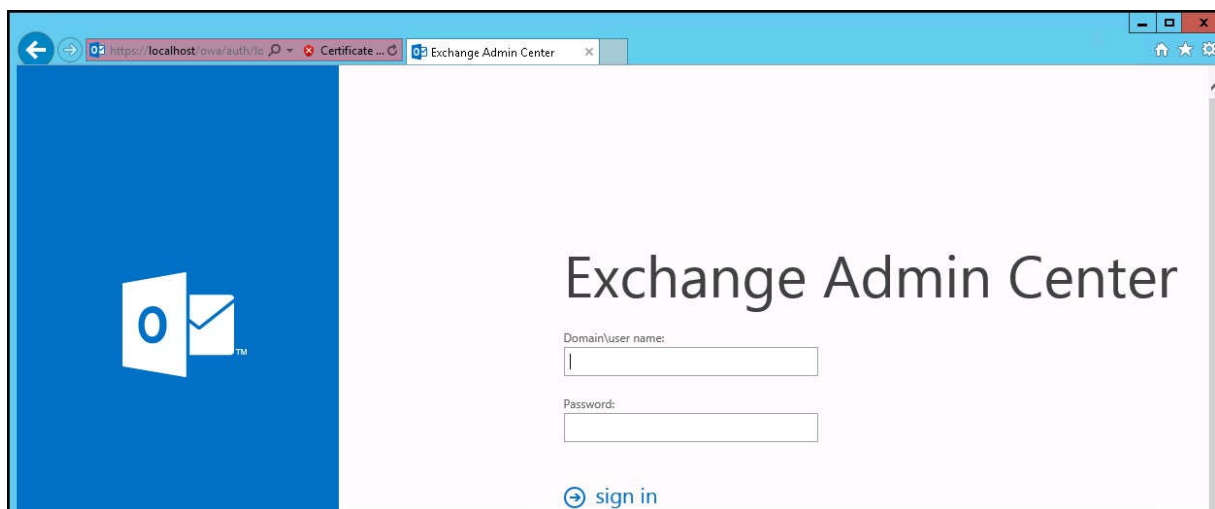 https://localhost/owa/auth/lo
Certificate ...
Exchange Admin Center
O
TM
Exchange Admin Center
Domain\user name:
Password:
sign in